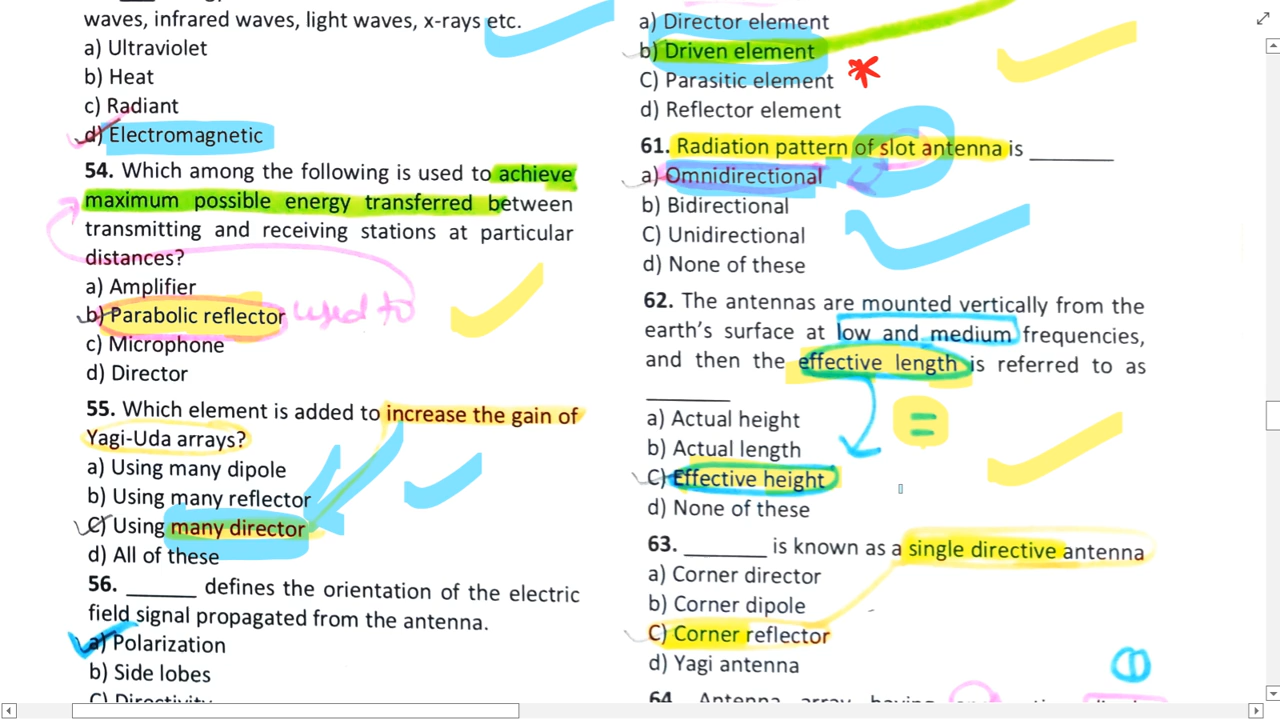 waves, infrared waves, light waves, x-rays etc.
a) Ultraviolet
b) Heat
c) Radiant
d) Electromagnetic
54. Which among the following is used to achieve
maximum possible energy transferred between
transmitting and receiving stations at particular
distances?
a) Amplifier
b) Parabolic reflector used to
c) Microphone
d) Director
55. Which element is added to increase the gain of
Yagi-Uda arrays?
a) Using many dipole
b) Using many reflector
C) Using many director
d) All of these
56. ______ defines the orientation of the electric
field signal propagated from the antenna.
a) Polarization
b) Side lobes
C) Directivity
a) Director element
b) Driven element
C) Parasitic element
d) Reflector element
61. Radiation pattern of slot antenna is ________
a) Omnidirectional
b) Bidirectional
C) Unidirectional
d) None of these
62. The antennas are mounted vertically from the
earth's surface at low and medium frequencies,
and then the effective length is referred to as
________
a) Actual height
b) Actual length
=
C) Effective height
d) None of these
63. ________ is known as a single directive antenna
a) Corner director
b) Corner dipole
C) Corner reflector
d) Yagi antenna
①
64. Antenna array having